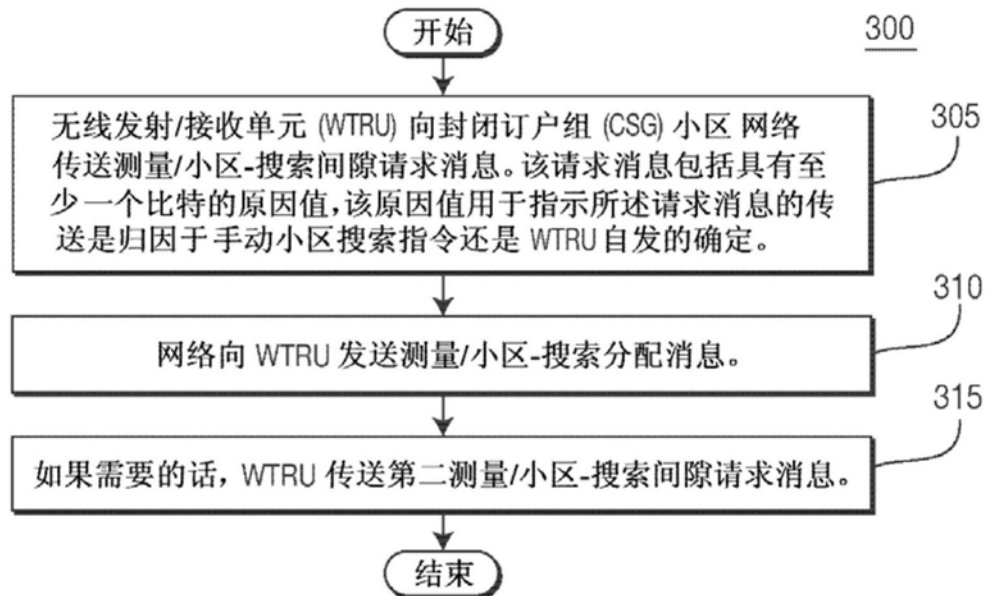 开始
300
无线发射/接收单元 (WTRU) 向封闭订户组 (CSG) 小区 网络
传送测量/小区-搜索间隙请求消息。该请求消息包括具有至
少一个比特的原因值,该原因值用于指示所述请求消息的传
送是归因于手动小区搜索指令还是 WTRU 自发的确定。
305
网络向 WTRU 发送测量/小区-搜索分配消息。
310
如果需要的话，WTRU 传送第二测量/小区-搜索间隙请求消息。
315
结束